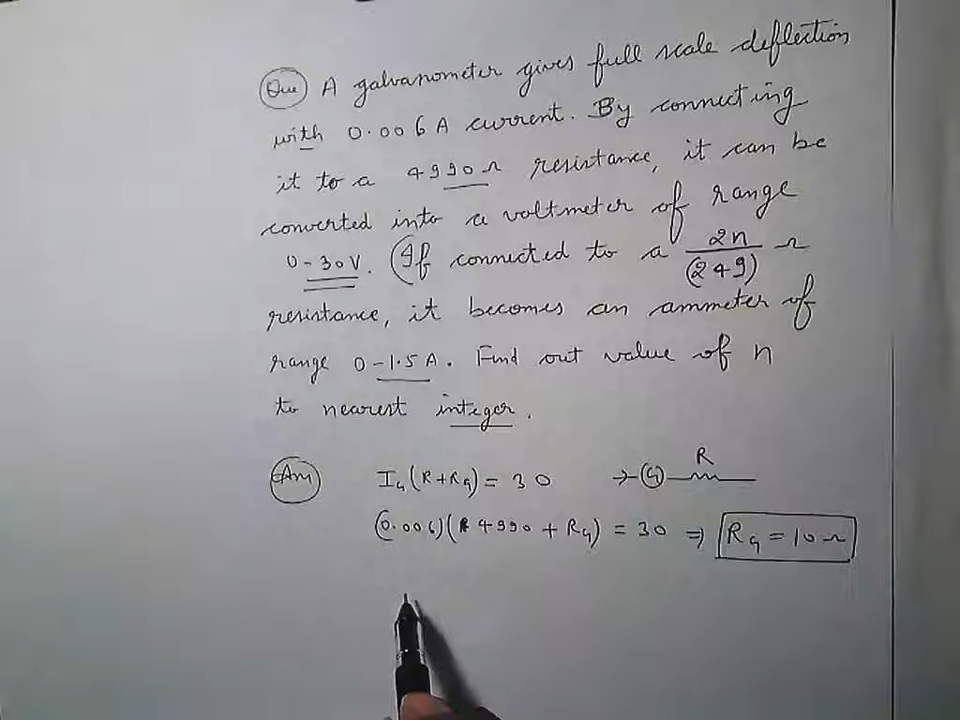 Que A galvanometer gives full scale deflection
with 0.006 A current. By connecting
it to a 4990 Ω resistance, it can be
converted into a voltmeter of range
0-30V. (If connected to a 2n/(249) Ω
resistance, it becomes an ammeter of
range 0-1.5 A. Find out value of n
to nearest integer.
Ans IG (R+RG) = 30 → G R
(0.006)(4990 + RG) = 30 ⇒ RG = 10 Ω